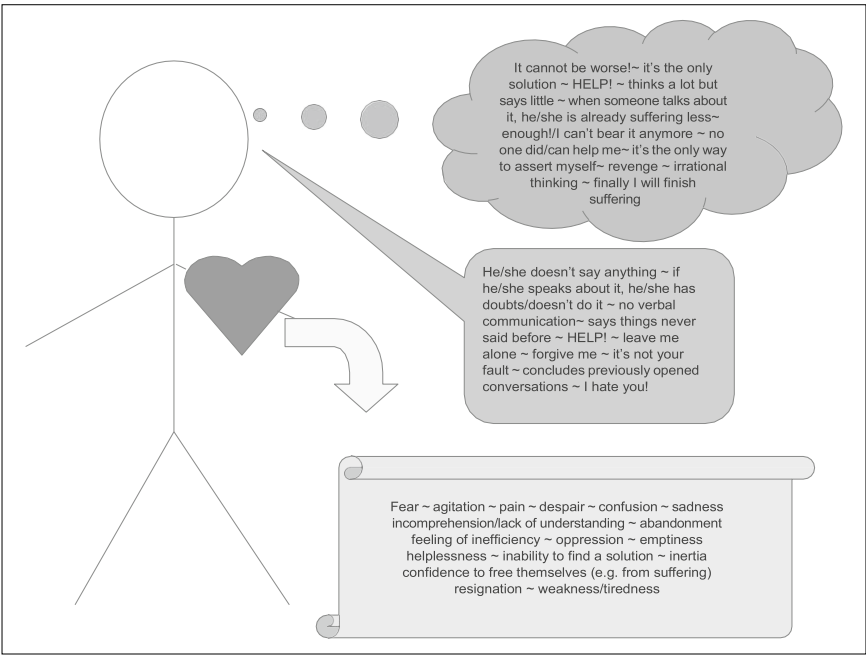 It cannot be worse!~ it's the only
solution ~ HELP! ~ thinks a lot but
says little ~ when someone talks about
it, he/she is already suffering less~
enough!/I can't bear it anymore ~ no
one did/can help me~ it's the only way
to assert myself~ revenge ~ irrational
thinking ~ finally I will finish
suffering
He/she doesn't say anything ~ if
he/she speaks about it, he/she has
doubts/doesn't do it ~ no verbal
communication~ says things never
said before ~ HELP! ~ leave me
alone ~ forgive me ~ it's not your
fault ~ concludes previously opened
conversations ~ I hate you!
Fear ~ agitation ~ pain ~ despair ~ confusion ~ sadness
incomprehension/lack of understanding ~ abandonment
feeling of inefficiency ~ oppression ~ emptiness
helplessness ~ inability to find a solution ~ inertia
confidence to free themselves (e.g. from suffering)
resignation ~ weakness/tiredness